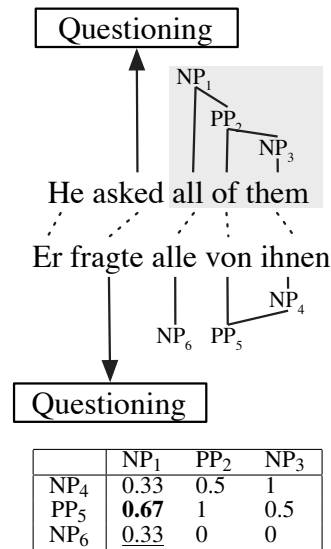 Questioning
NP1
PP2
NP3
He asked all of them
Er fragte alle von ihnen
NP4
NP6 PP5
Questioning
NP1 PP2 NP3
NP4 0.33 0.5 1
PP5 0.67 1 0.5
NP6 0.33 0 0